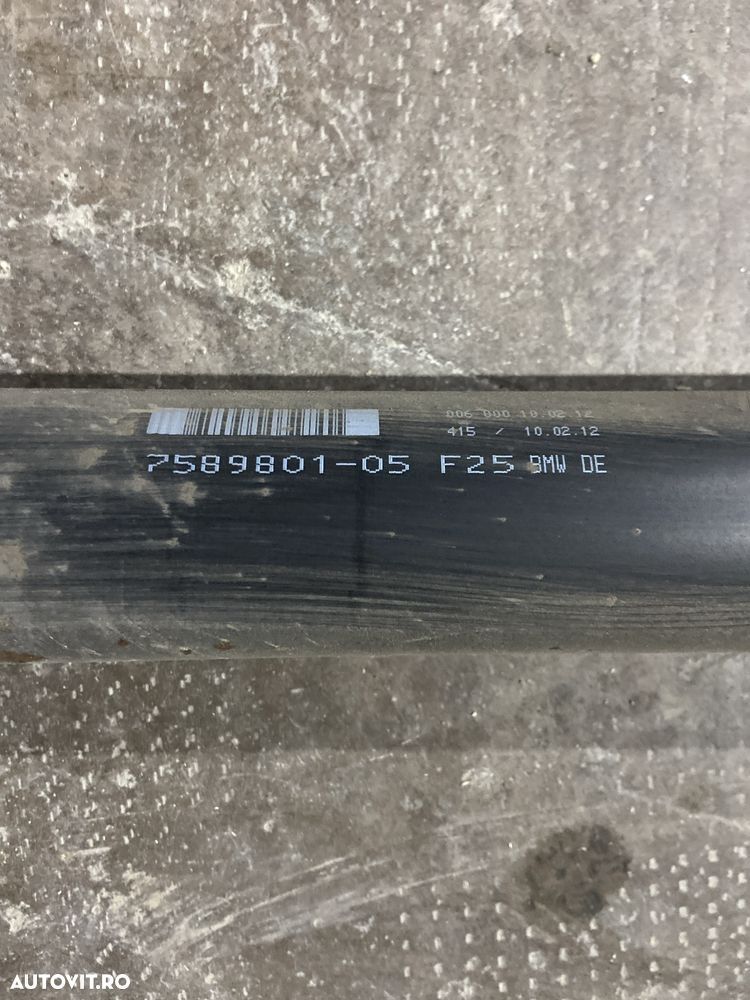 006 000 10.02.12
415 / 10.02.12
7589801-05 F25 BMW DE
AUTOVIT.RO